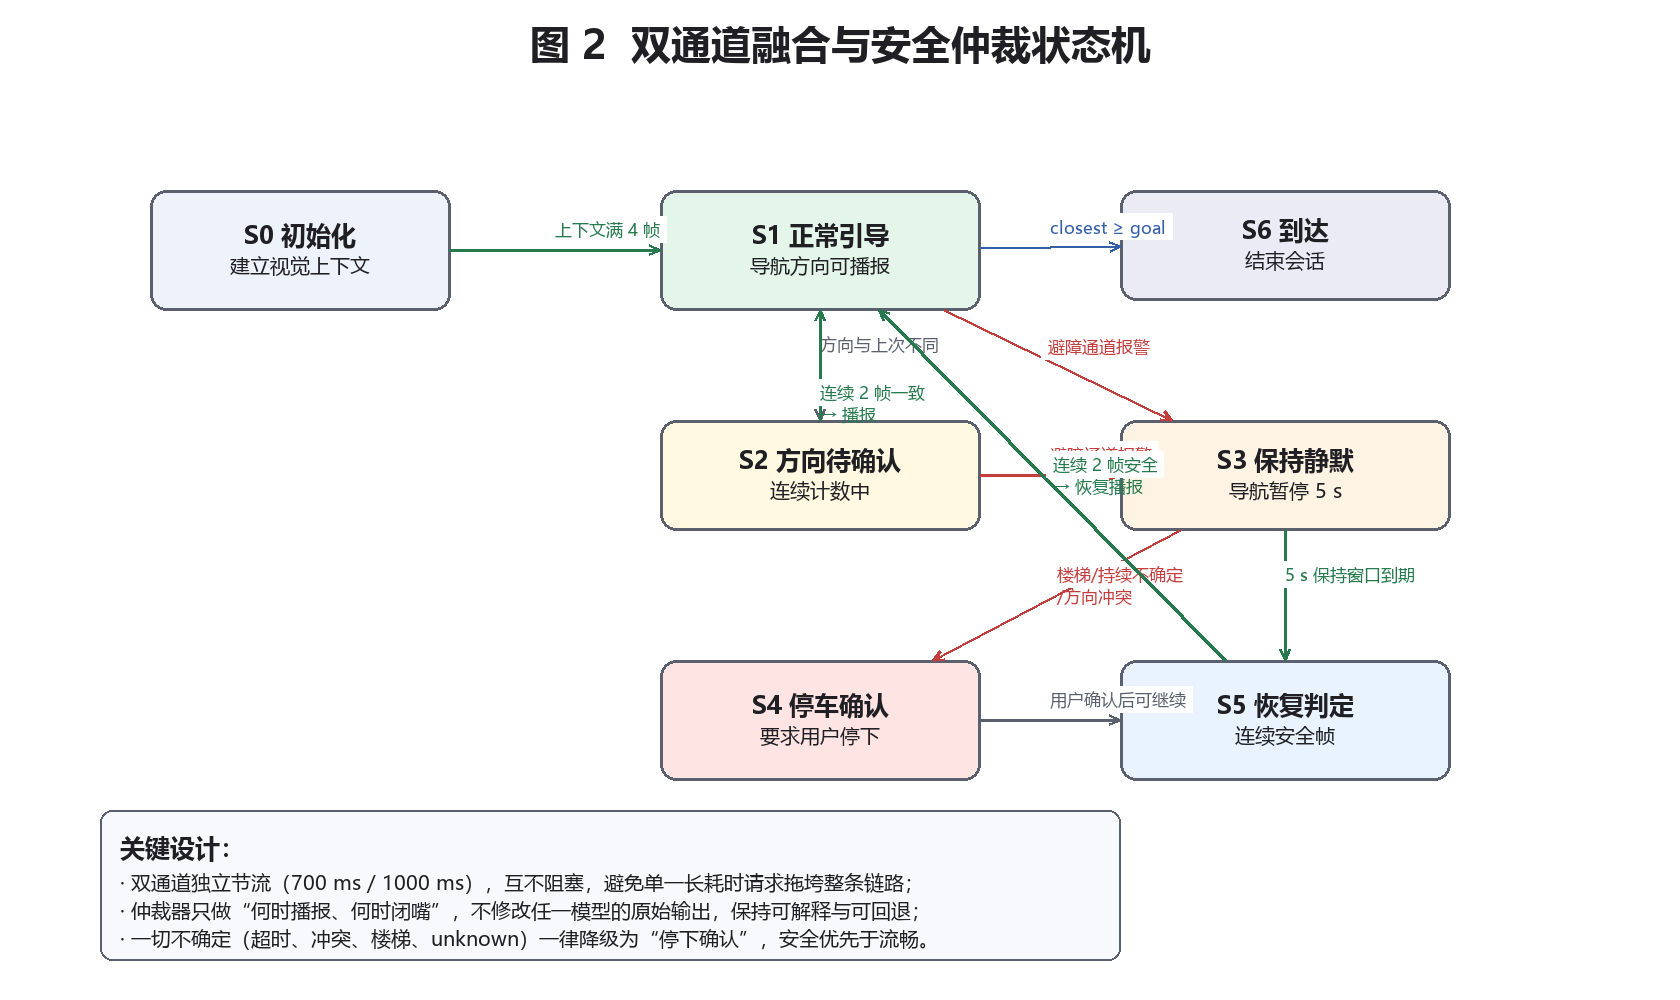 图 2 双通道融合与安全仲裁状态机
S0 初始化
建立视觉上下文
上下文满 4 帧
S1 正常引导
导航方向可播报
closest ≥ goal
S6 到达
结束会话
方向与上次不同
避障通道报警
连续 2 帧一致
→ 播报
S2 方向待确认
连续计数中
避障通道报警
连续 2 帧安全
→ 恢复播报
S3 保持静默
导航暂停 5 s
楼梯/持续不确定
/方向冲突
5 s 保持窗口到期
S4 停车确认
要求用户停下
用户确认后可继续
S5 恢复判定
连续安全帧
关键设计：
· 双通道独立节流（700 ms / 1000 ms），互不阻塞，避免单一长耗时请求拖垮整条链路；
· 仲裁器只做“何时播报、何时闭嘴”，不修改任一模型的原始输出，保持可解释与可回退；
· 一切不确定（超时、冲突、楼梯、unknown）一律降级为“停下确认”，安全优先于流畅。